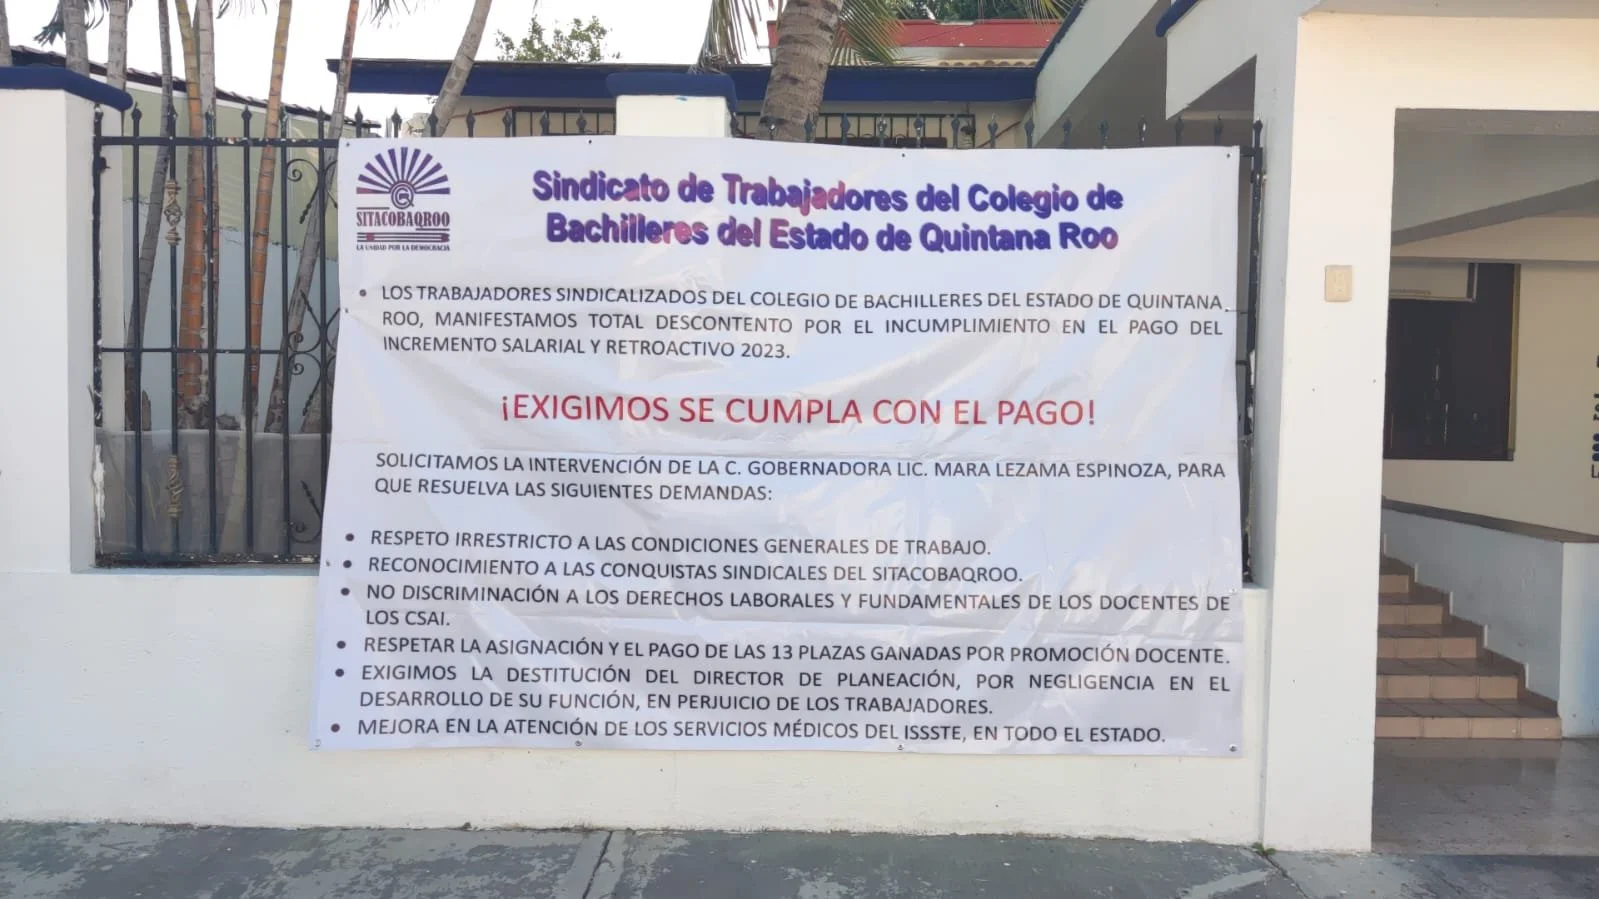 SITACOBAQROO
LA UNIDAD POR LA DEMOCRACIA
Sindicato de Trabajadores del Colegio de
Bachilleres del Estado de Quintana Roo
• LOS TRABAJADORES SINDICALIZADOS DEL COLEGIO DE BACHILLERES DEL ESTADO DE QUINTANA
ROO, MANIFESTAMOS TOTAL DESCONTENTO POR EL INCUMPLIMIENTO EN EL PAGO DEL
INCREMENTO SALARIAL Y RETROACTIVO 2023.
¡EXIGIMOS SE CUMPLA CON EL PAGO!
SOLICITAMOS LA INTERVENCIÓN DE LA C. GOBERNADORA LIC. MARA LEZAMA ESPINOZA, PARA
QUE RESUELVA LAS SIGUIENTES DEMANDAS:
• RESPETO IRRESTRICTO A LAS CONDICIONES GENERALES DE TRABAJO.
• RECONOCIMIENTO A LAS CONQUISTAS SINDICALES DEL SITACOBAQROO.
• NO DISCRIMINACIÓN A LOS DERECHOS LABORALES Y FUNDAMENTALES DE LOS DOCENTES DE
LOS CSAI.
• RESPETAR LA ASIGNACIÓN Y EL PAGO DE LAS 13 PLAZAS GANADAS POR PROMOCIÓN DOCENTE.
• EXIGIMOS LA DESTITUCIÓN DEL DIRECTOR DE PLANEACIÓN, POR NEGLIGENCIA EN EL
DESARROLLO DE SU FUNCIÓN, EN PERJUICIO DE LOS TRABAJADORES.
• MEJORA EN LA ATENCIÓN DE LOS SERVICIOS MÉDICOS DEL ISSSTE, EN TODO EL ESTADO.